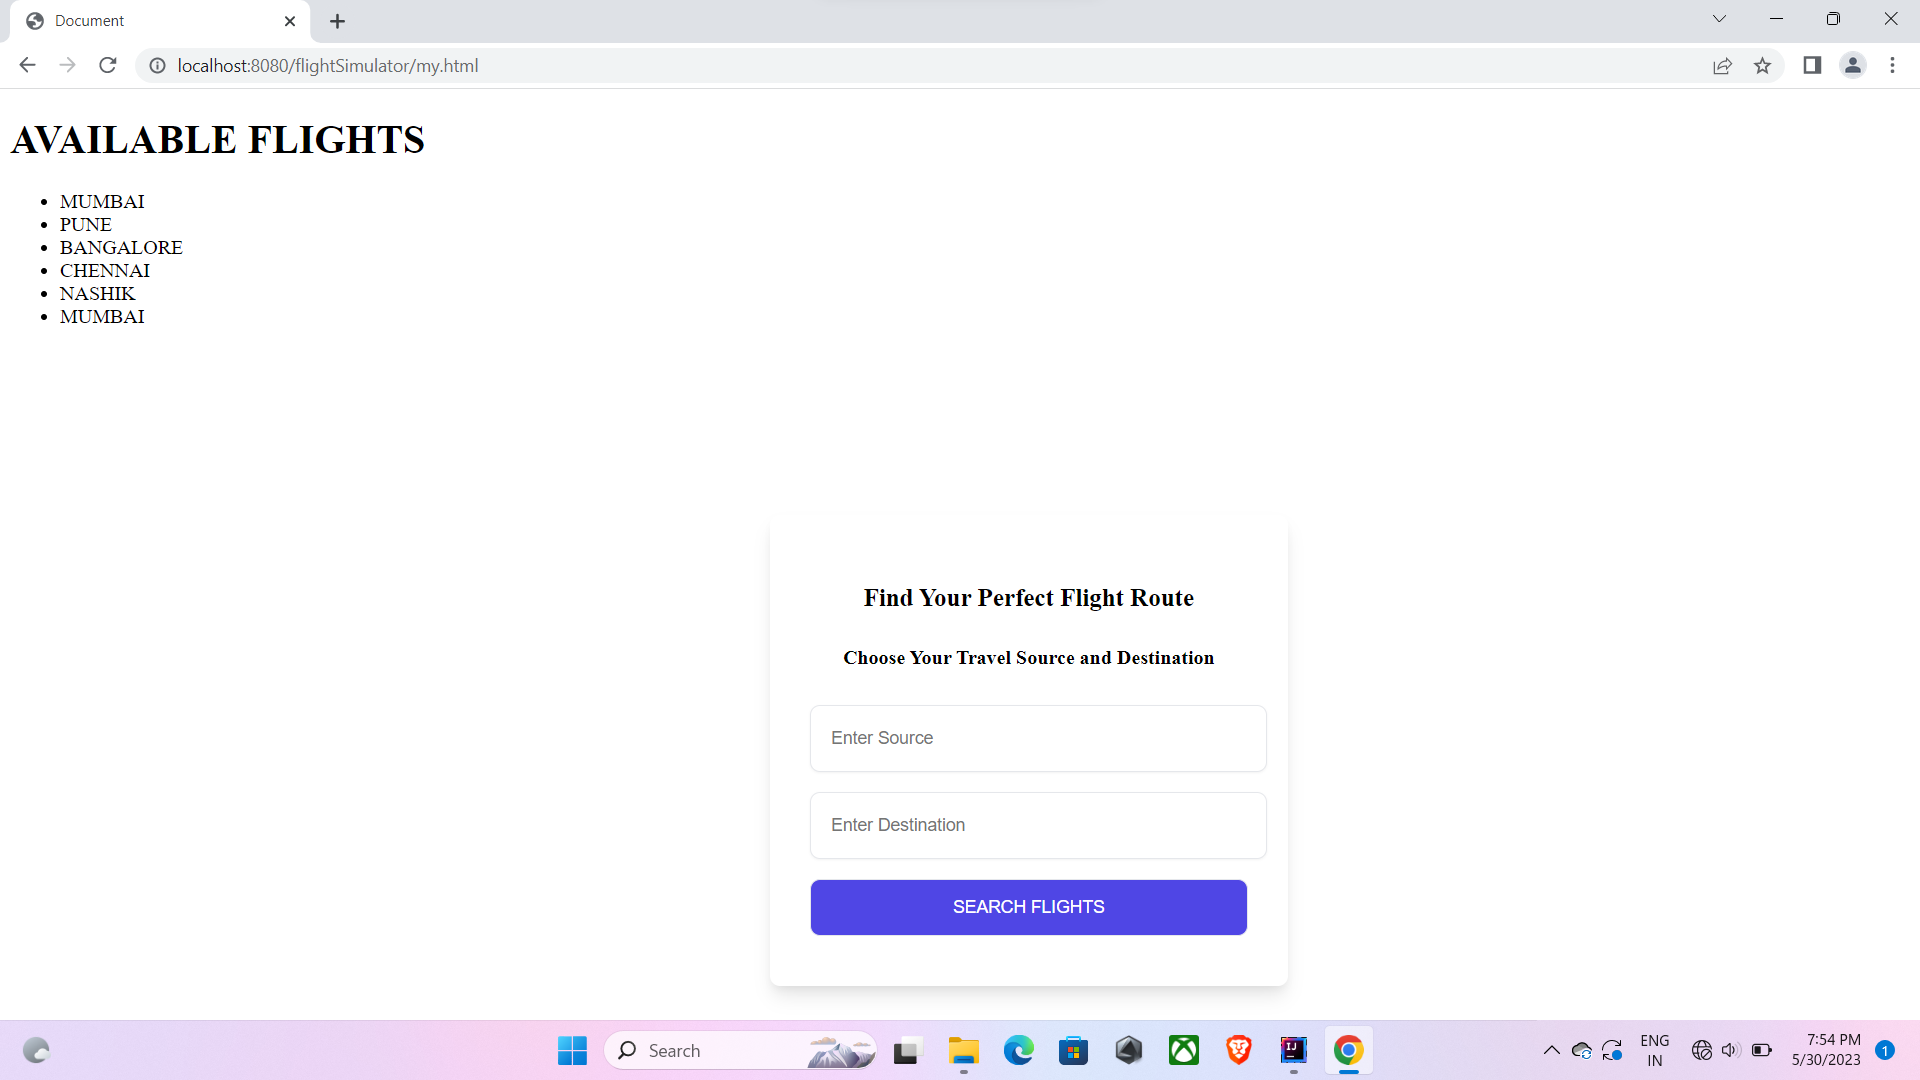 Document
localhost:8080/flightSimulator/my.html
AVAILABLE FLIGHTS
MUMBAI
PUNE
BANGALORE
CHENNAI
NASHIK
MUMBAI
Find Your Perfect Flight Route
Choose Your Travel Source and Destination
Enter Source
Enter Destination
SEARCH FLIGHTS
Search
IJ
ENG
IN
7:54 PM
5/30/2023
1